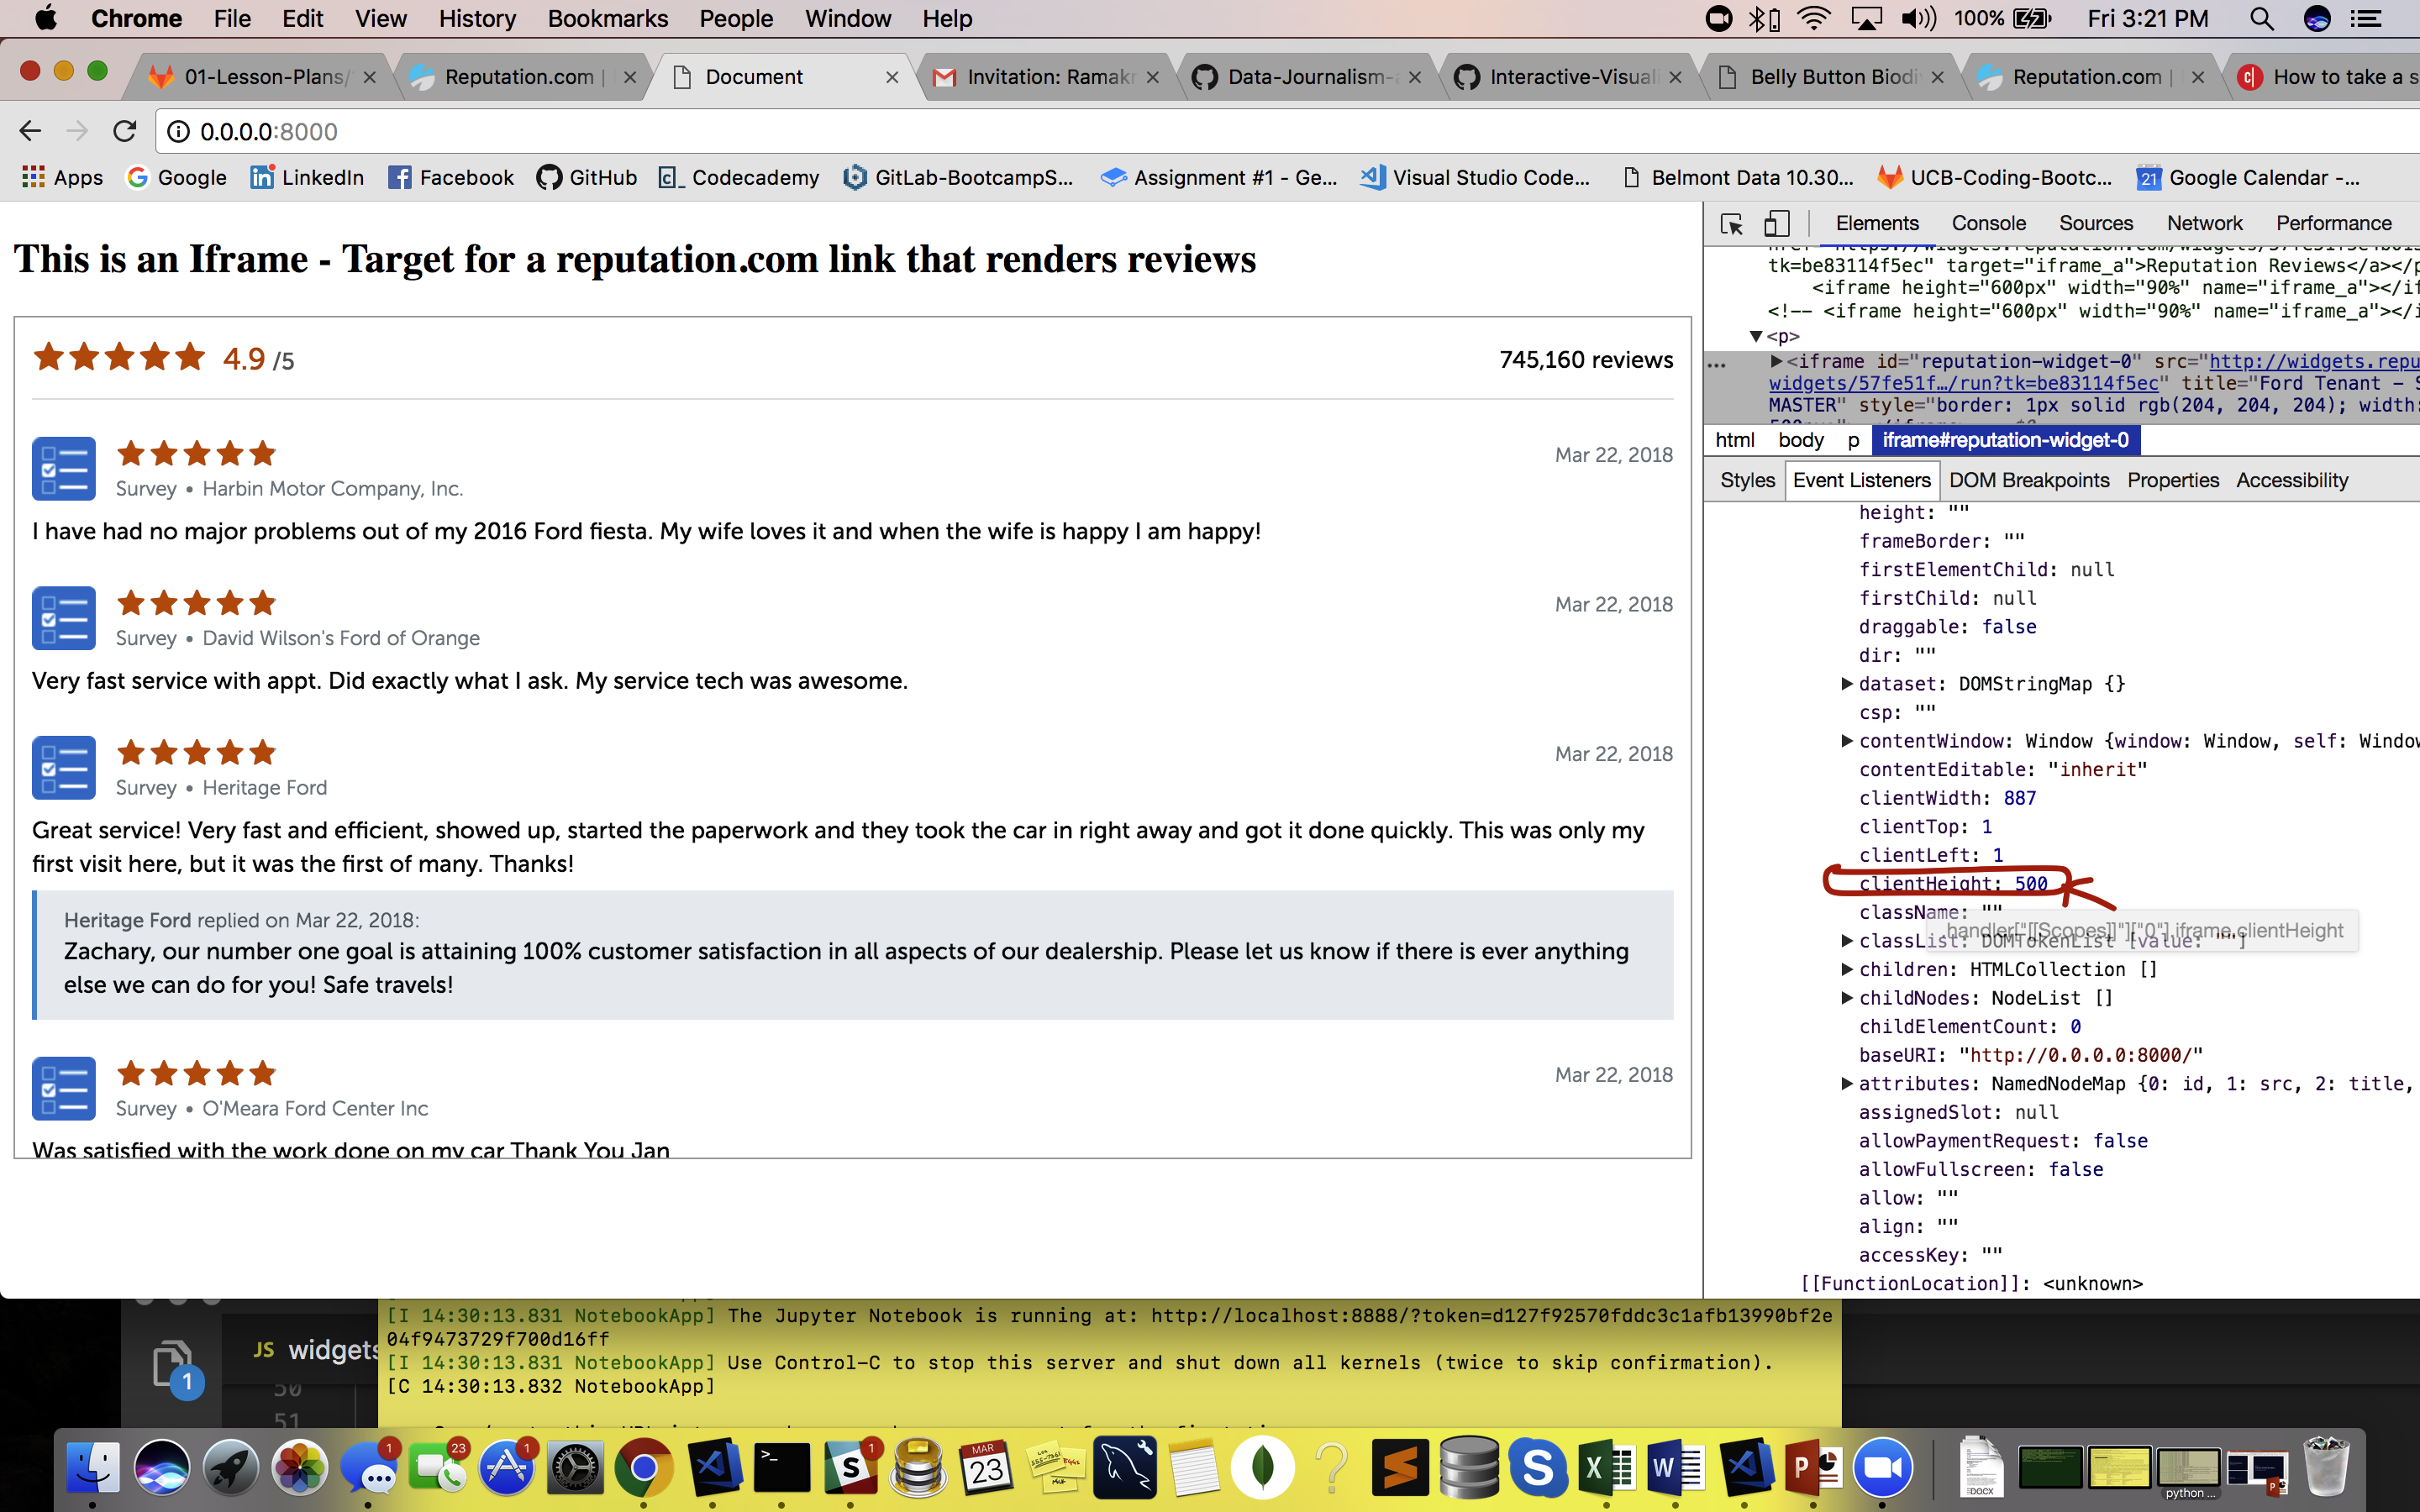 Chrome File Edit View History Bookmarks People Window Help 100% Fri 3:21 PM
01-Lesson-Plans/ Reputation.com | Document Invitation: Ramak Data-Journalism- Interactive-Visuali Belly Button Biodi Reputation.com | How to take a s
0.0.0.0:8000
Apps Google LinkedIn Facebook GitHub Codecademy GitLab-BootcampS... Assignment #1 - Ge... Visual Studio Code... Belmont Data 10.30... UCB-Coding-Bootc... 21 Google Calendar -...
This is an Iframe - Target for a reputation.com link that renders reviews
4.9 /5
745,160 reviews
Mar 22, 2018
Survey • Harbin Motor Company, Inc.
I have had no major problems out of my 2016 Ford fiesta. My wife loves it and when the wife is happy I am happy!
Mar 22, 2018
Survey • David Wilson's Ford of Orange
Very fast service with appt. Did exactly what I ask. My service tech was awesome.
Mar 22, 2018
Survey • Heritage Ford
Great service! Very fast and efficient, showed up, started the paperwork and they took the car in right away and got it done quickly. This was only my
first visit here, but it was the first of many. Thanks!
Heritage Ford replied on Mar 22, 2018:
Zachary, our number one goal is attaining 100% customer satisfaction in all aspects of our dealership. Please let us know if there is ever anything
else we can do for you! Safe travels!
Mar 22, 2018
Survey • O'Meara Ford Center Inc
Was satisfied with the work done on my car Thank You Jan
Elements Console Sources Network Performance
tk=be83114f5ec" target="iframe_a">Reputation Reviews</a></p
<iframe height="600px" width="90%" name="iframe_a"></if
<!-- <iframe height="600px" width="90%" name="iframe_a"></i
▼<p>
... ▶<iframe id="reputation-widget-0" src="http://widgets.repu
widgets/57fe51f…/run?tk=be83114f5ec" title="Ford Tenant - S
MASTER" style="border: 1px solid rgb(204, 204, 204); width:
html body p iframe#reputation-widget-0
Styles Event Listeners DOM Breakpoints Properties Accessibility
height: ""
frameBorder: ""
firstElementChild: null
firstChild: null
draggable: false
dir: ""
▶dataset: DOMStringMap {}
csp: ""
▶contentWindow: Window {window: Window, self: Window
contentEditable: "inherit"
clientWidth: 887
clientTop: 1
clientLeft: 1
clientHeight: 500
className: ""
handler["[[Scopes]]"]["0"].iframe.clientHeight
▶classList: DOMTokenList [value: ""]
▶children: HTMLCollection []
▶childNodes: NodeList []
childElementCount: 0
baseURI: "http://0.0.0.0:8000/"
▶attributes: NamedNodeMap {0: id, 1: src, 2: title,
assignedSlot: null
allowPaymentRequest: false
allowFullscreen: false
allow: ""
align: ""
accessKey: ""
[[FunctionLocation]]: <unknown>
[I 14:30:13.831 NotebookApp] The Jupyter Notebook is running at: http://localhost:8888/?token=d127f92570fddc3c1afb13990bf2e
04f9473729f700d16ff
[I 14:30:13.831 NotebookApp] Use Control-C to stop this server and shut down all kernels (twice to skip confirmation).
[C 14:30:13.832 NotebookApp]
JS widgets
1
50
51
1 23 1 1
MAR
23
python ...
DOCX